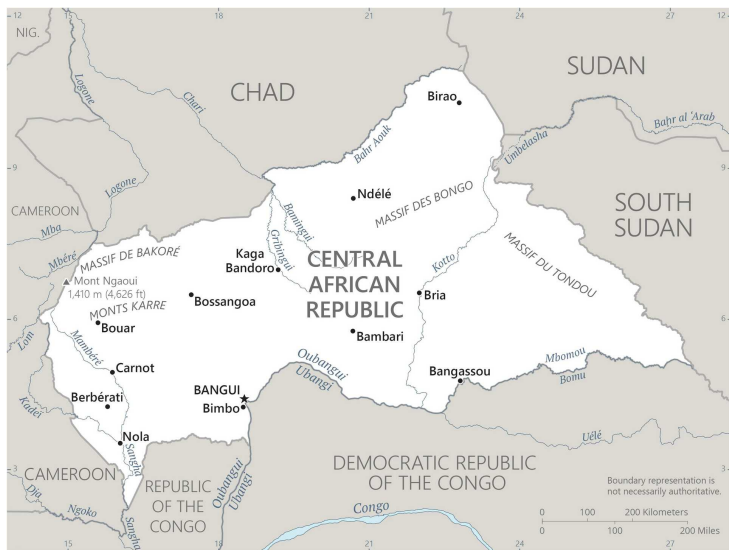 12
15
18
21
24
27
12
NIG.
Logone
Chari
CHAD
SUDAN
Birao
Bahr Aouk
Umbelasha
Bahr al ‘Arab
9
9
Logone
Ndélé
MASSIF DES BONGO
SOUTH
SUDAN
CAMEROON
Mba
Mbéré
MASSIF DE BAKORÉ
Bamingui
Gribingui
Kaga
Bandoro
CENTRAL
AFRICAN
REPUBLIC
Kotto
MASSIF DU TONDOU
Mont Ngaoui
1,410 m (4,626 ft)
MONTS KARRE
Bossangoa
Bria
6
6
Lom
Bouar
Bambari
Mambéré
Carnot
Oubangui
Ubangi
Mbomou
Bomu
Bangassou
Kadei
Berbérati
BANGUI
Bimbo
Nola
Sangha
Uélé
3
3
CAMEROON
REPUBLIC
OF THE
CONGO
Oubangui
Ubangi
DEMOCRATIC REPUBLIC
OF THE CONGO
Boundary representation is
not necessarily authoritative.
Dja
Ngoko
Sangha
Congo
0 100 200 Kilometers
0 100 200 Miles
15
18
21
27